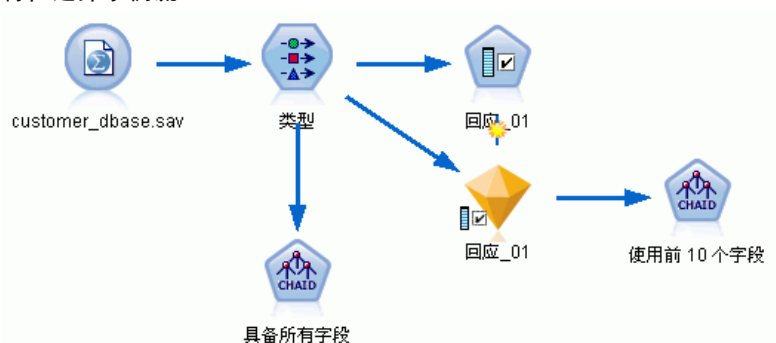 customer_dbase.sav
类型
回应_01
CHAID
回应_01
使用前 10 个字段
CHAID
具备所有字段